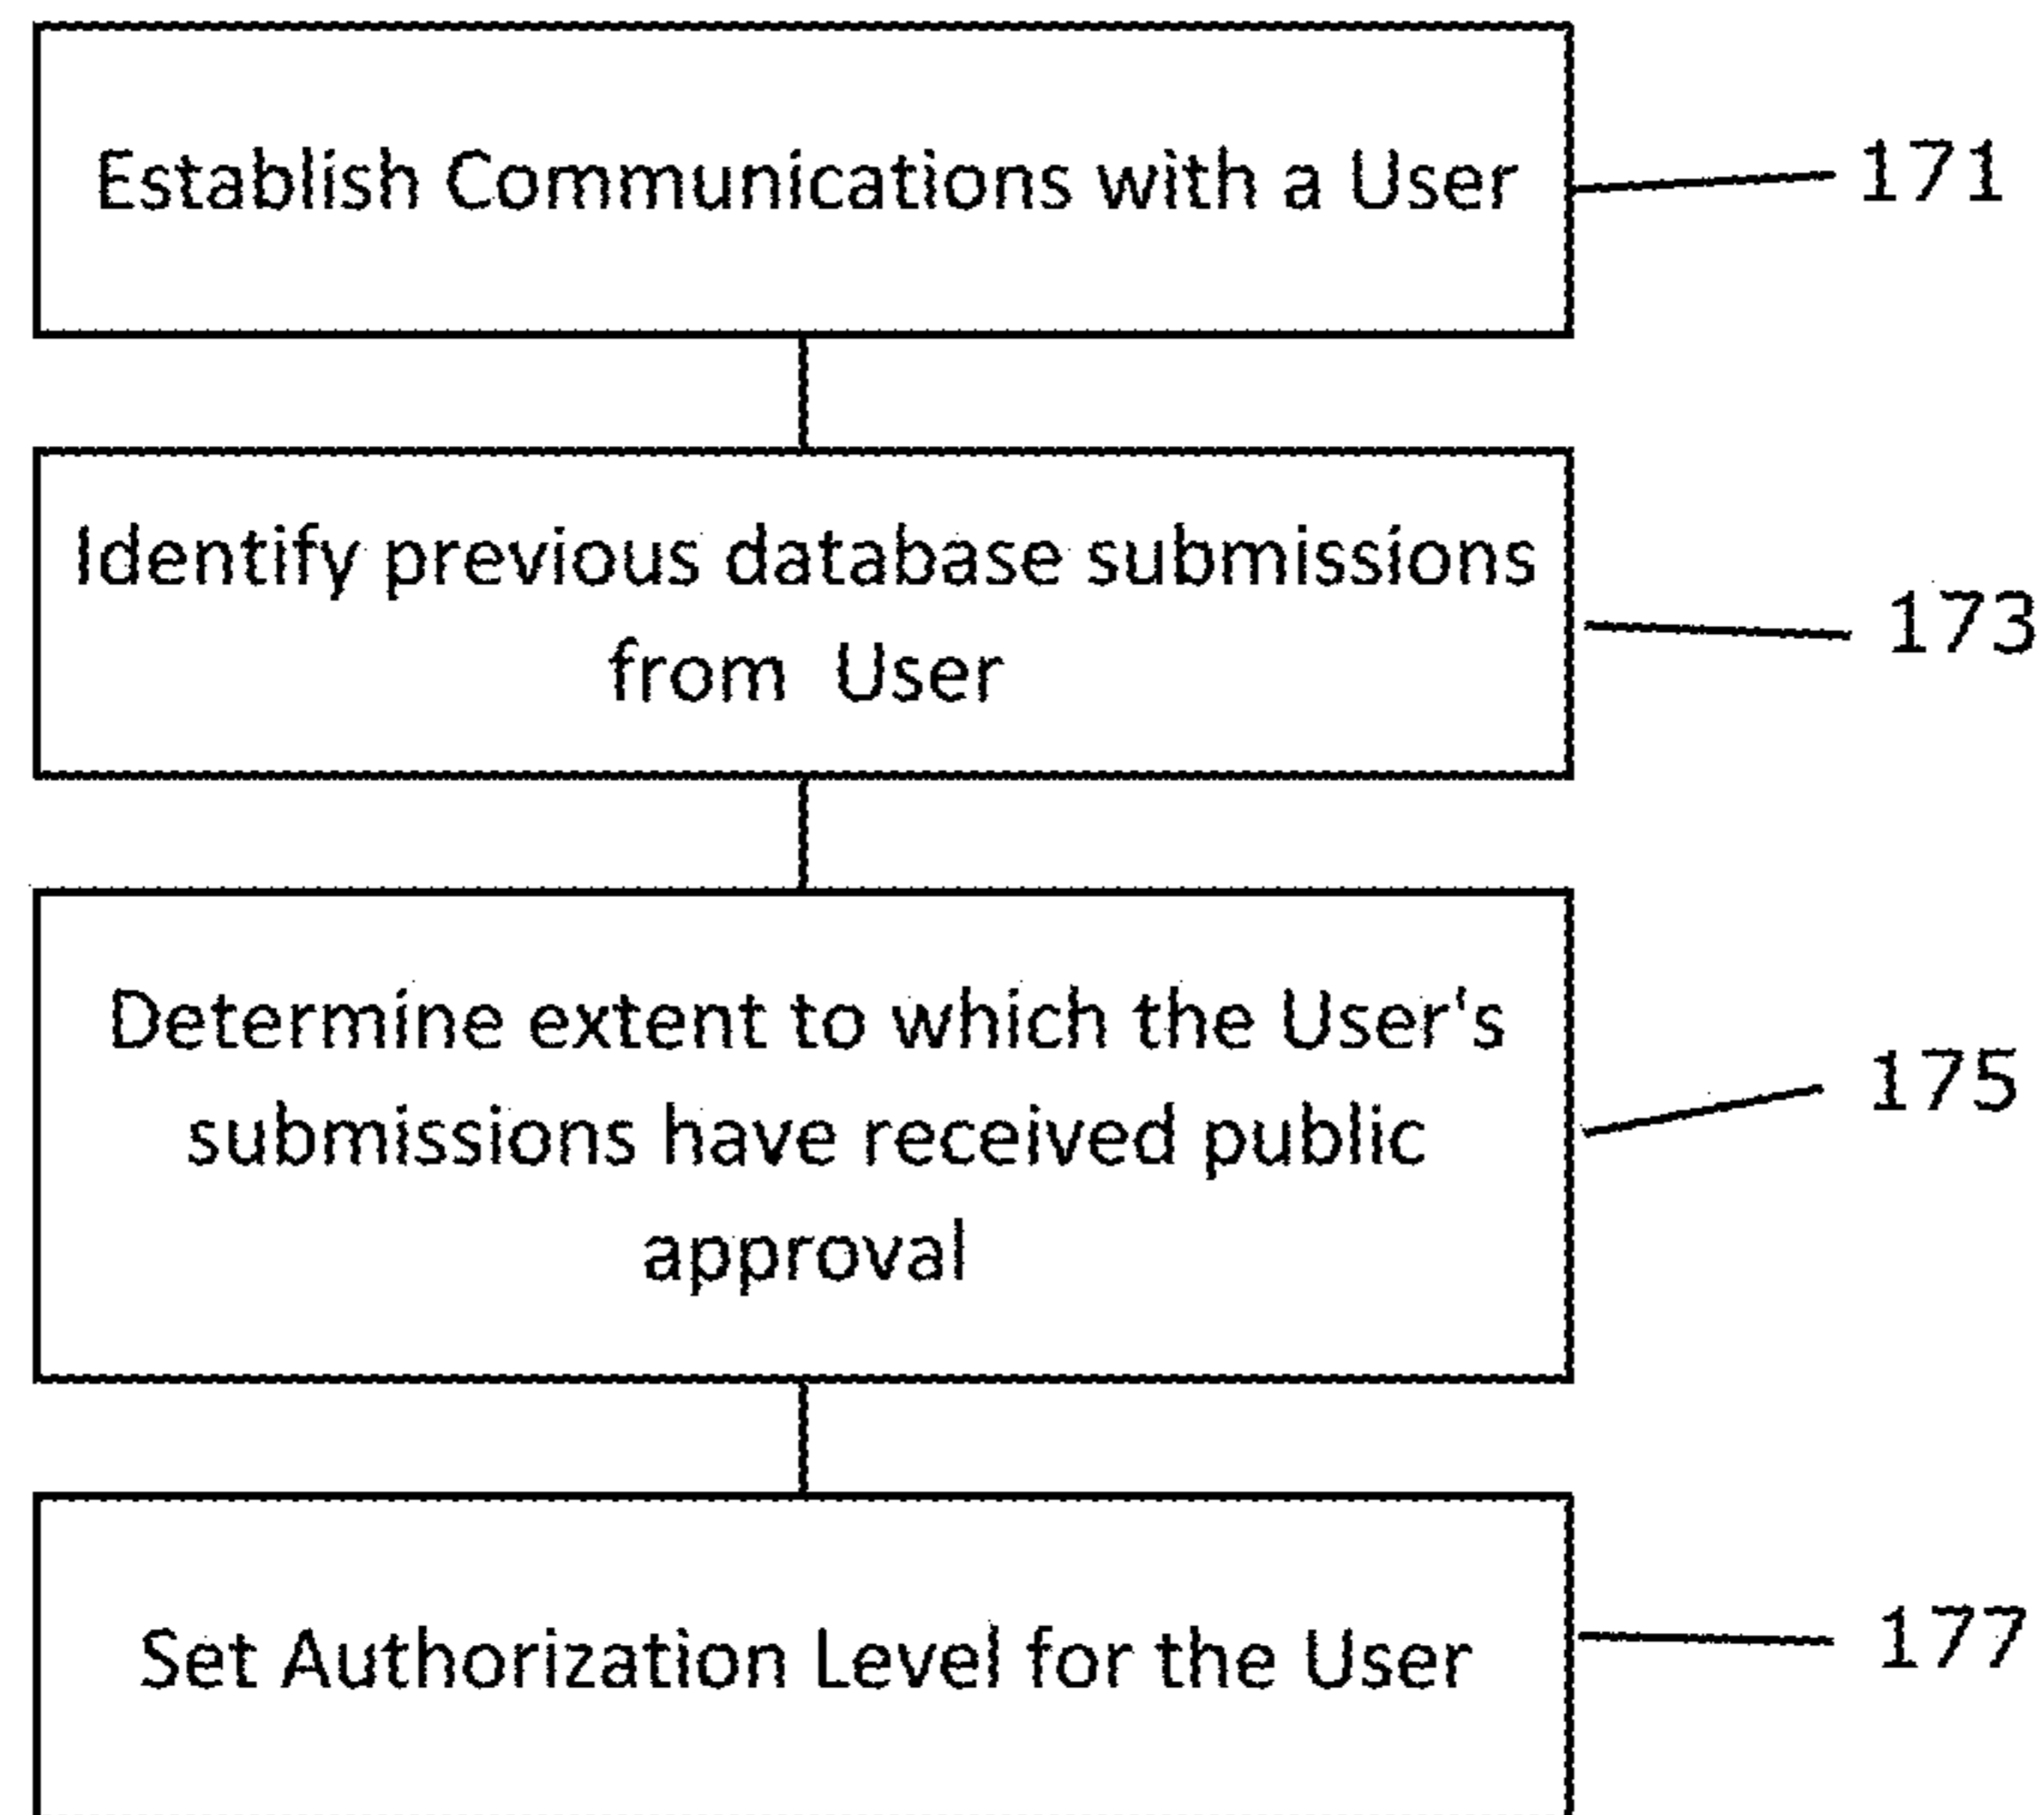 Establish Communications with a User
171
Identify previous database submissions
from User
173
Determine extent to which the User's
submissions have received public
approval
175
Set Authorization Level for the User
177